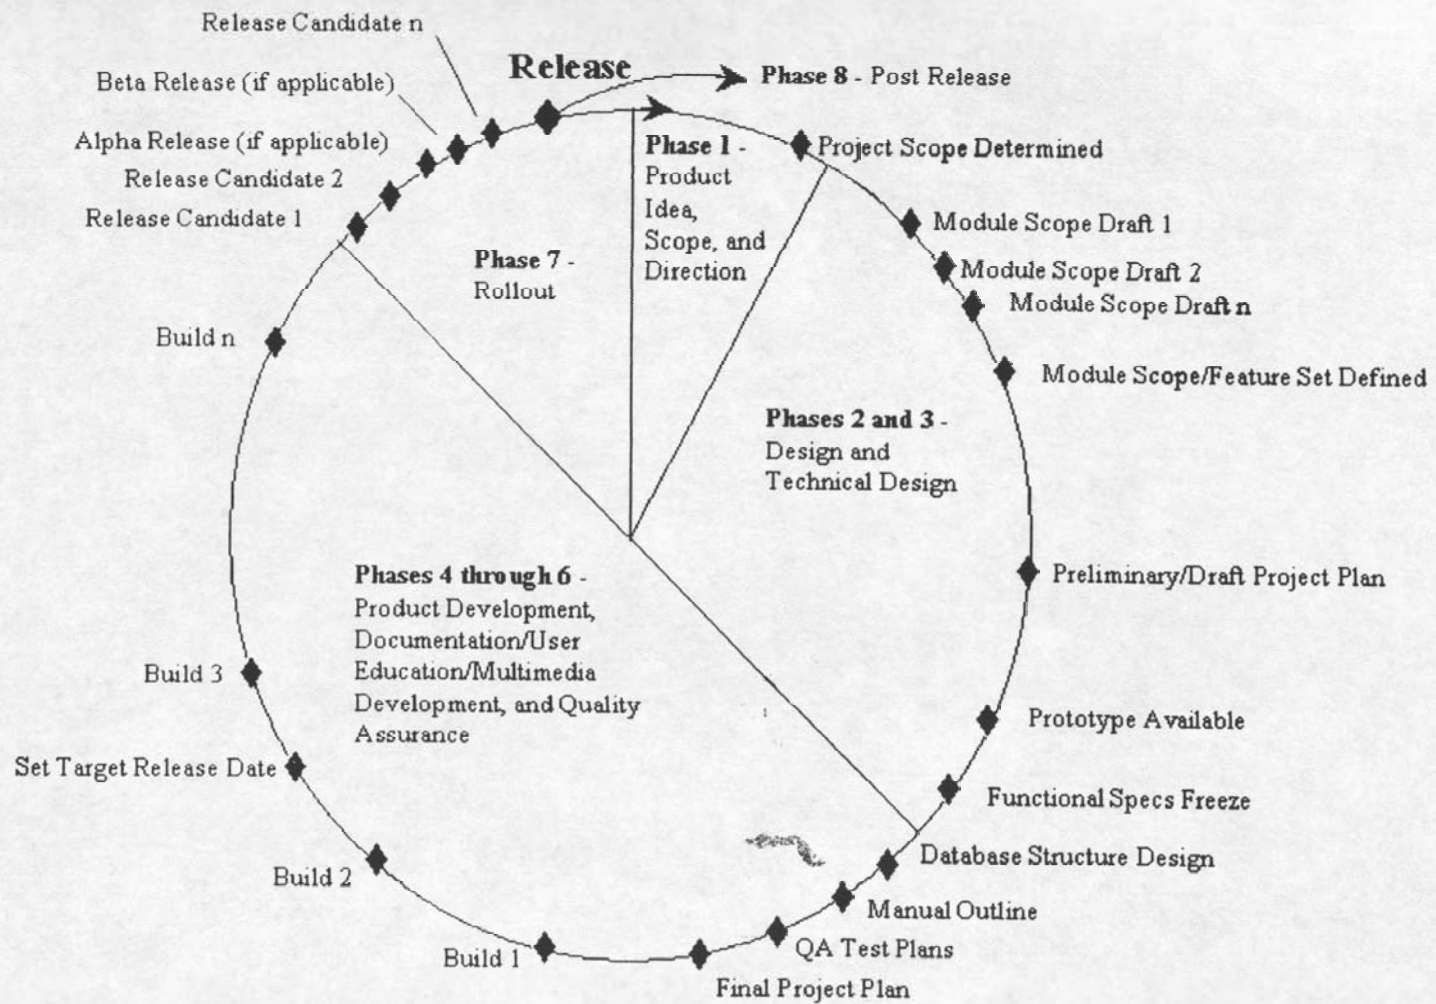 Release Candidate n
Release
Phase 8 - Post Release
Beta Release (if applicable)
Alpha Release (if applicable)
Release Candidate 2
Release Candidate 1
Phase 1 -
Product
Idea,
Scope, and
Direction
Project Scope Determined
Module Scope Draft 1
Module Scope Draft 2
Module Scope Draft n
Module Scope/Feature Set Defined
Phase 7 -
Rollout
Build n
Phases 2 and 3 -
Design and
Technical Design
Preliminary/Draft Project Plan
Phases 4 through 6 -
Product Development,
Documentation/User
Education/Multimedia
Development, and Quality
Assurance
Build 3
Prototype Available
Set Target Release Date
Functional Specs Freeze
Database Structure Design
Build 2
Manual Outline
QA Test Plans
Build 1
Final Project Plan